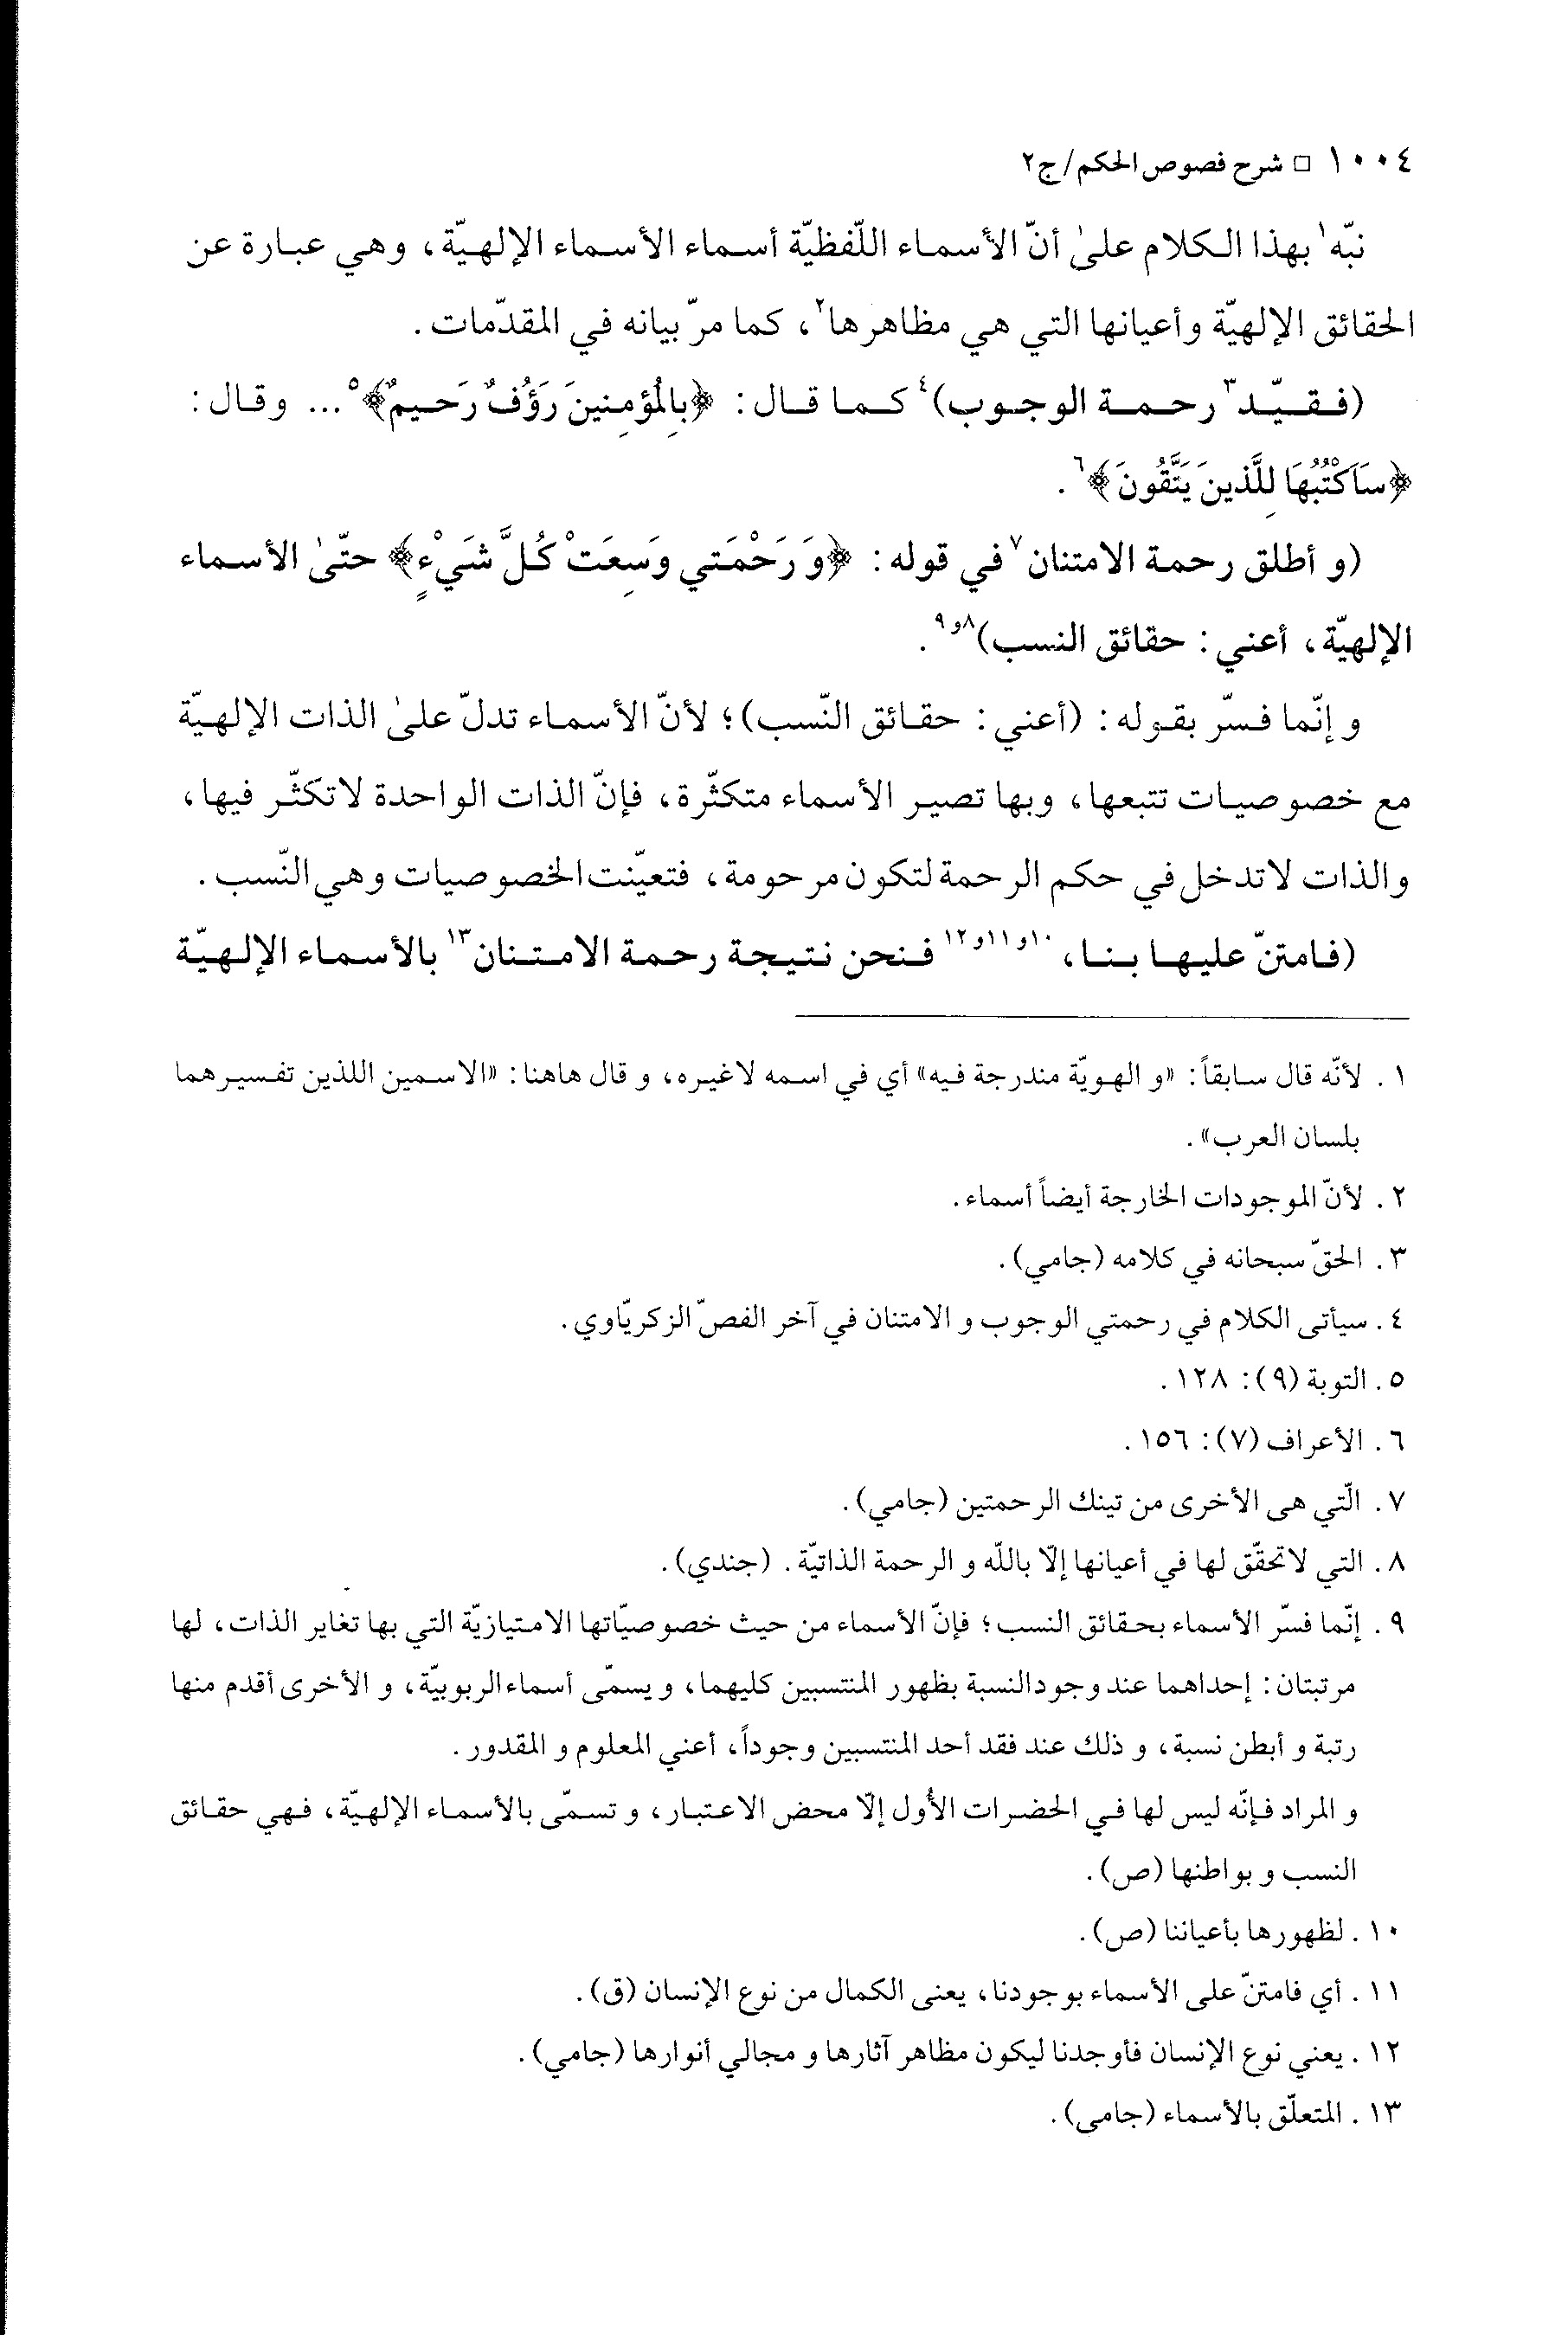 ١٠٠٤ □ شرح فصوص الحكم/ج٢
نبّه١ بهذا الكلام علىٰ أنّ الأسماء اللّفظيّة أسماء الأسماء الإلهيّة، وهي عبارة عن
الحقائق الإلهيّة وأعيانها التي هي مظاهرها٢، كما مرّ بيانه في المقدّمات.
(فقيّد٣ رحمة الوجوب)٤ كما قال: ﴿بِالْمُؤمِنينَ رَؤُفٌ رَحيمٌ﴾٥ ... وقال:
﴿سَاَكْتُبُهَا لِلَّذينَ يَتَّقُونَ﴾٦.
(و أطلق رحمة الامتنان٧ في قوله: ﴿وَ رَحْمَتي وَسِعَتْ كُلَّ شَيْءٍ﴾ حتّىٰ الأسماء
الإلهيّة، أعني: حقائق النسب)٨و٩.
و إنّما فسّر بقوله: (أعني: حقائق النّسب)؛ لأنّ الأسماء تدلّ علىٰ الذات الإلهيّة
مع خصوصيات تتبعها، وبها تصير الأسماء متكثّرة، فإنّ الذات الواحدة لاتكثّر فيها،
والذات لاتدخل في حكم الرحمة لتكون مرحومة، فتعيّنت الخصوصيات وهي النّسب.
(فامتنّ عليها بنا،١٠و١١و١٢ فنحن نتيجة رحمة الامتنان١٣ بالأسماء الإلهيّة
١. لأنّه قال سابقاً: «و الهويّة مندرجة فيه» أي في اسمه لاغيره، و قال هاهنا: «الاسمين اللذين تفسيرهما
بلسان العرب».
٢. لأنّ الموجودات الخارجة أيضاً أسماء.
٣. الحقّ سبحانه في كلامه (جامي).
٤. سيأتى الكلام في رحمتي الوجوب و الامتنان في آخر الفصّ الزكريّاوي.
٥. التوبة (٩): ١٢٨.
٦. الأعراف (٧): ١٥٦.
٧. الّتي هى الأخرى من تينك الرحمتين (جامي).
٨. التي لاتحقّق لها في أعيانها إلّا باللّه و الرحمة الذاتيّة. (جندي).
٩. إنّما فسّر الأسماء بحقائق النسب؛ فإنّ الأسماء من حيث خصوصيّاتها الامتيازيّة التي بها تغاير الذات، لها
مرتبتان: إحداهما عند وجود النسبة بظهور المنتسبين كليهما، و يسمّى أسماء الربوبيّة، و الأخرى أقدم منها
رتبة و أبطن نسبة، و ذلك عند فقد أحد المنتسبين وجوداً، أعني المعلوم و المقدور.
و المراد فإنّه ليس لها في الحضرات الأُول إلّا محض الاعتبار، و تسمّى بالأسماء الإلهيّة، فهي حقائق
النسب و بواطنها (ص).
١٠. لظهورها بأعياننا (ص).
١١. أي فامتنّ على الأسماء بوجودنا، يعنى الكمال من نوع الإنسان (ق).
١٢. يعني نوع الإنسان فأوجدنا ليكون مظاهر آثارها و مجالي أنوارها (جامي).
١٣. المتعلّق بالأسماء (جامى).